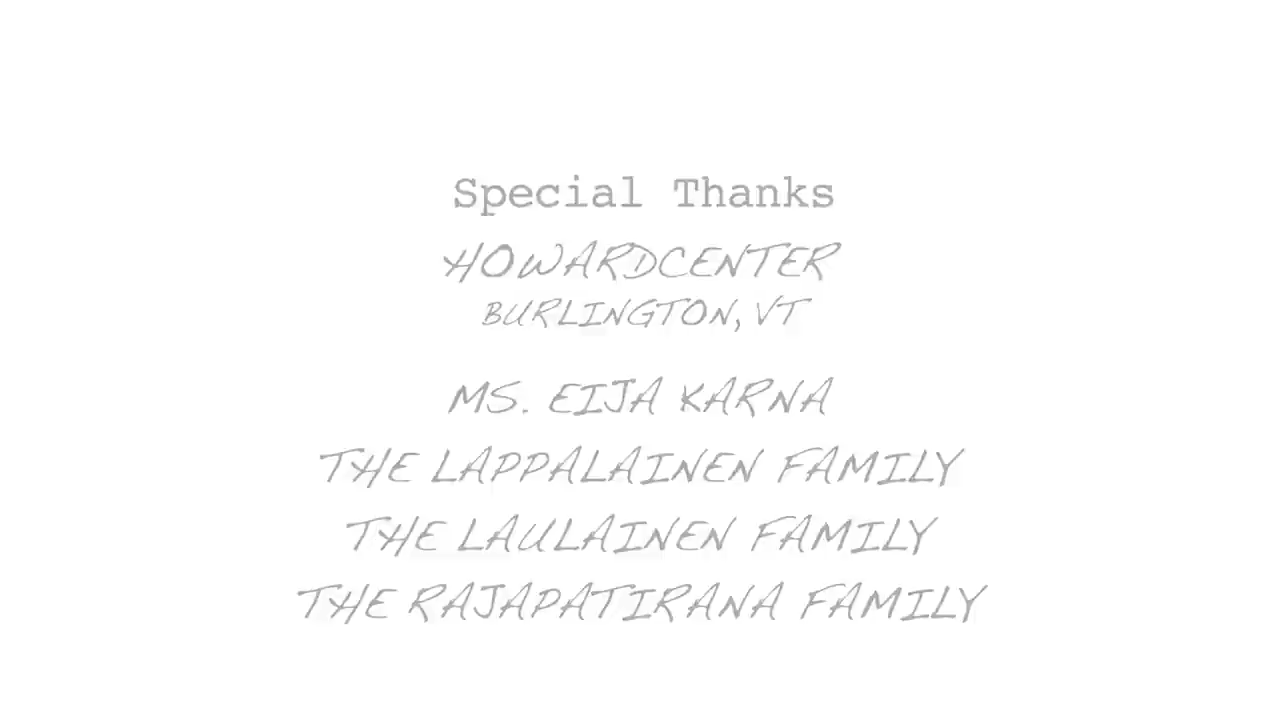 Special Thanks
HOWARDCENTER
BURLINGTON, VT
MS. EIJA KARNA
THE LAPPALAINEN FAMILY
THE LAULAINEN FAMILY
THE RAJAPATIRANA FAMILY